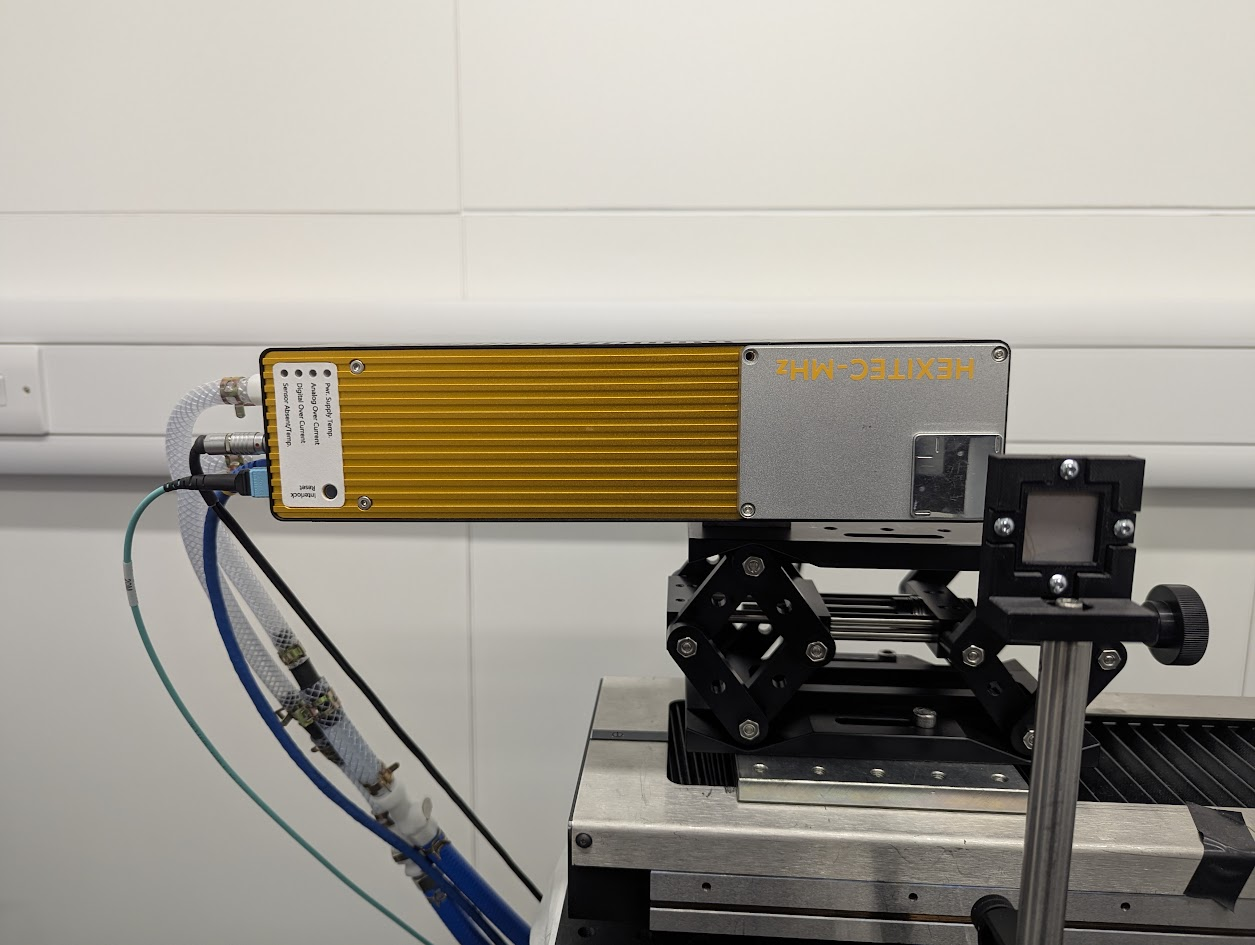 HEXITEC-MHz
Pwr. Supply Temp.
Analog Over Current
Digital Over Current
Sensor Absent/Temp.
Interlock
Reset